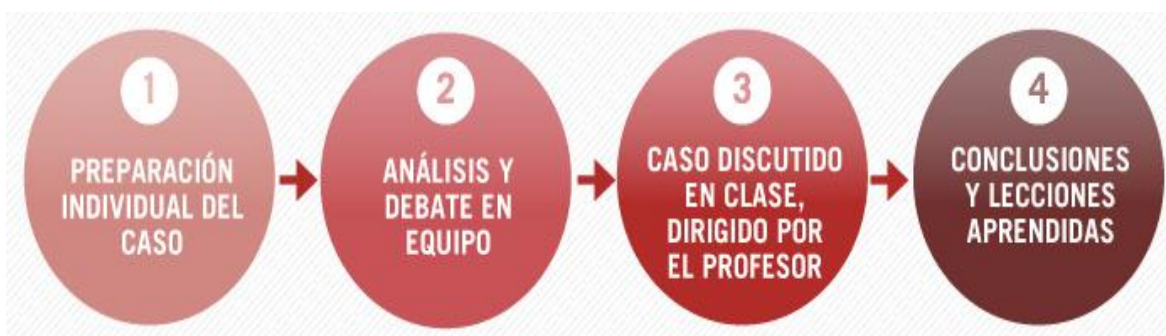 1
PREPARACIÓN
INDIVIDUAL DEL
CASO
2
ANÁLISIS Y
DEBATE EN
EQUIPO
3
CASO DISCUTIDO
EN CLASE,
DIRIGIDO POR
EL PROFESOR
4
CONCLUSIONES
Y LECCIONES
APRENDIDAS